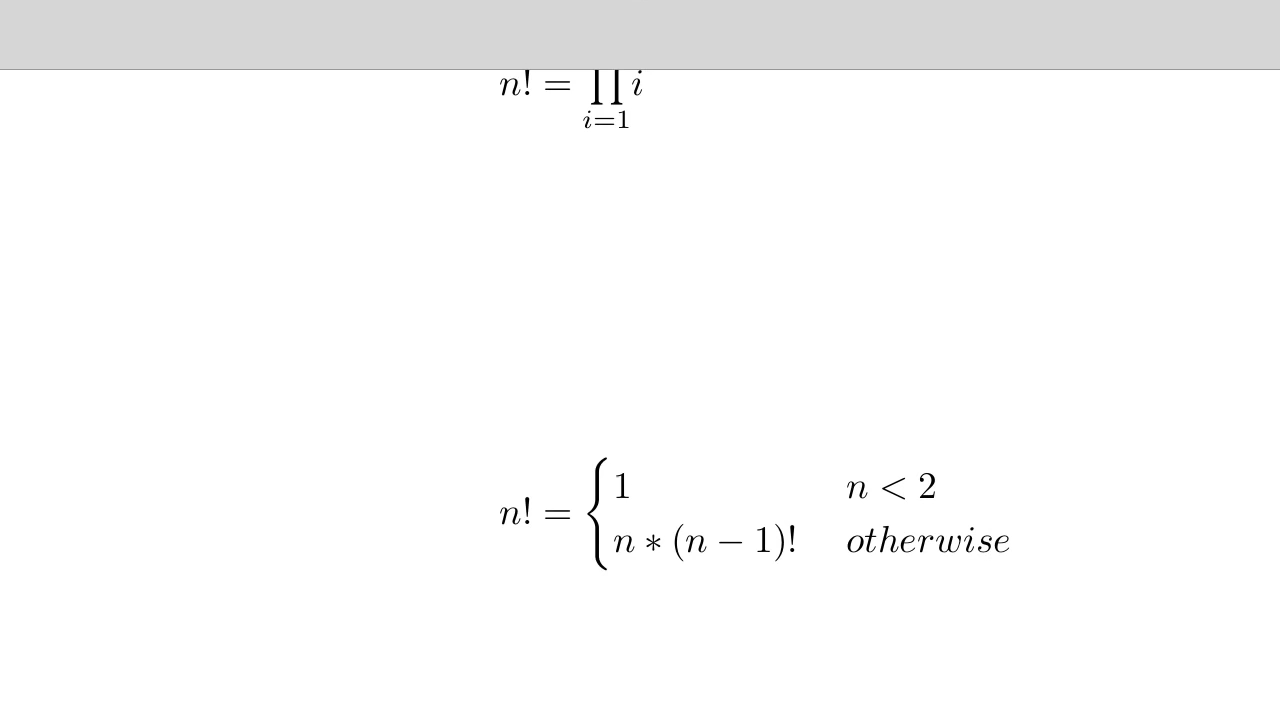 n! = ∏ i
i=1
n! = { 1 n < 2
n * (n − 1)! otherwise